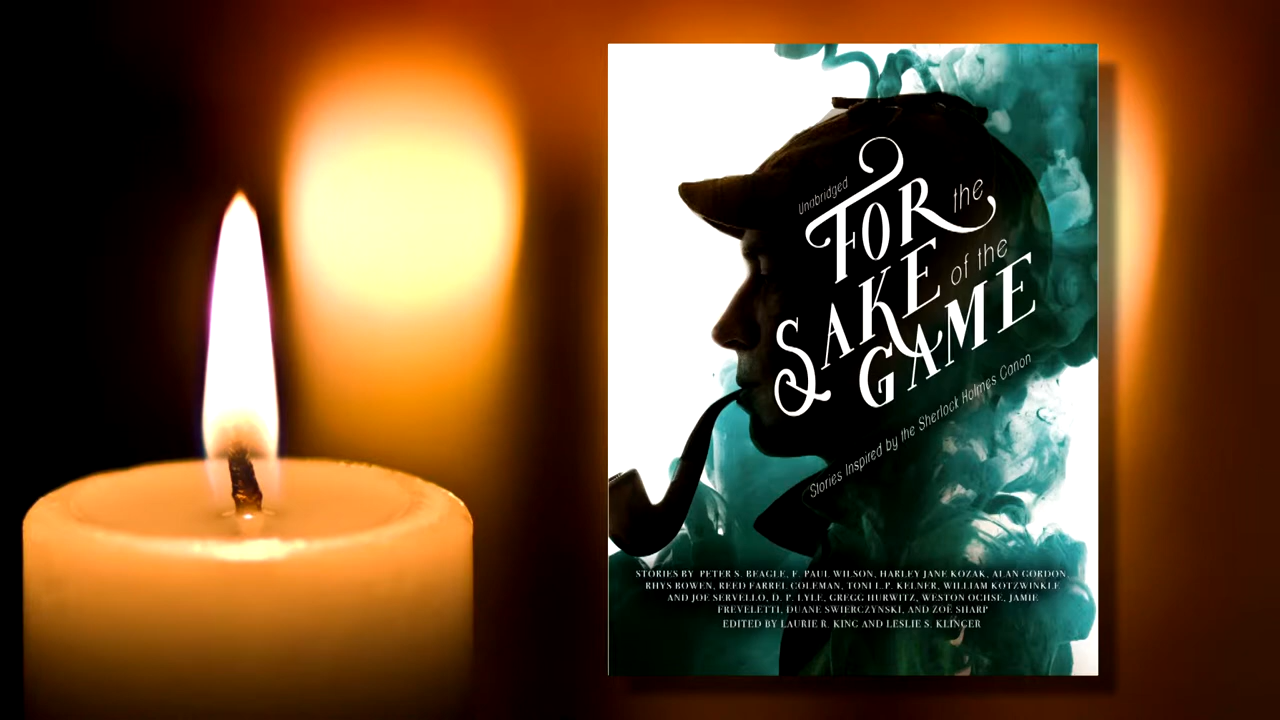 Unabridged
FOR the
SAKE of the
GAME
Stories Inspired by the Sherlock Holmes Canon
STORIES BY PETER S. BEAGLE, F. PAUL WILSON, HARLEY JANE KOZAK, ALAN GORDON,
RHYS BOWEN, REED FARREL COLEMAN, TONI L. P. KELNER, WILLIAM KOTZWINKLE
AND JOE SERVELLO, D. P. LYLE, GREGG HURWITZ, WESTON OCHSE, JAMIE
FREVELETTI, DUANE SWIERCZYNSKI, AND ZOË SHARP
EDITED BY LAURIE R. KING AND LESLIE S. KLINGER